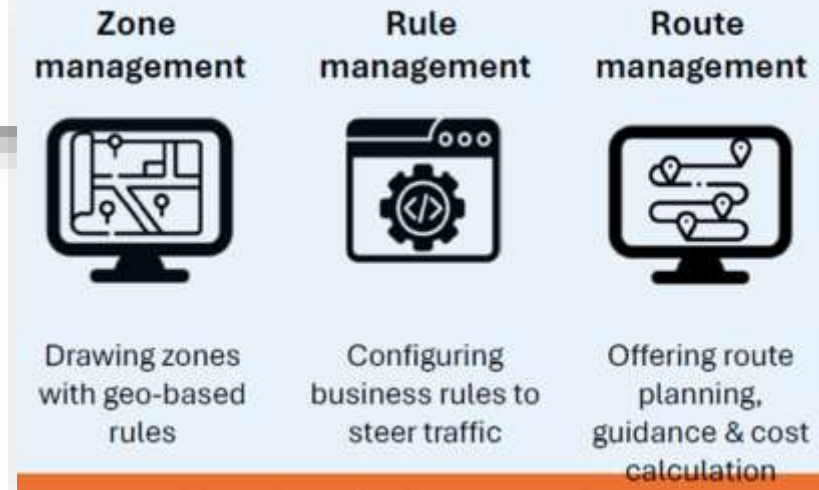 Zone
management
Rule
management
Route
management
</>
Drawing zones
with geo-based
rules
Configuring
business rules to
steer traffic
Offering route
planning,
guidance & cost
calculation